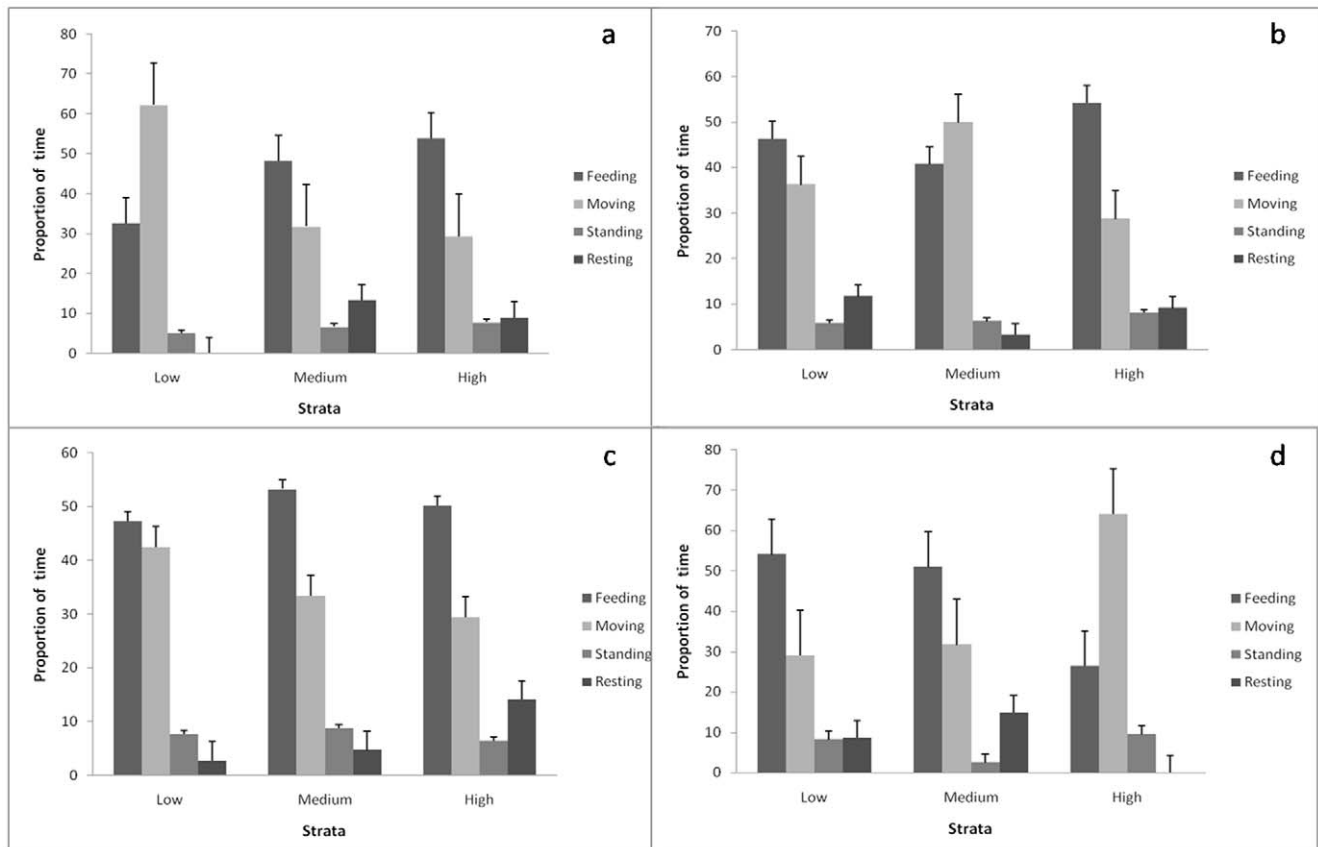 a
Proportion of time
80
70
60
50
40
30
20
10
0
Low Medium High
Strata
Feeding
Moving
Standing
Resting
b
Proportion of time
70
60
50
40
30
20
10
0
Low Medium High
Strata
Feeding
Moving
Standing
Resting
c
Proportion of time
60
50
40
30
20
10
0
Low Medium High
Strata
Feeding
Moving
Standing
Resting
d
Proportion of time
80
70
60
50
40
30
20
10
0
Low Medium High
Strata
Feeding
Moving
Standing
Resting